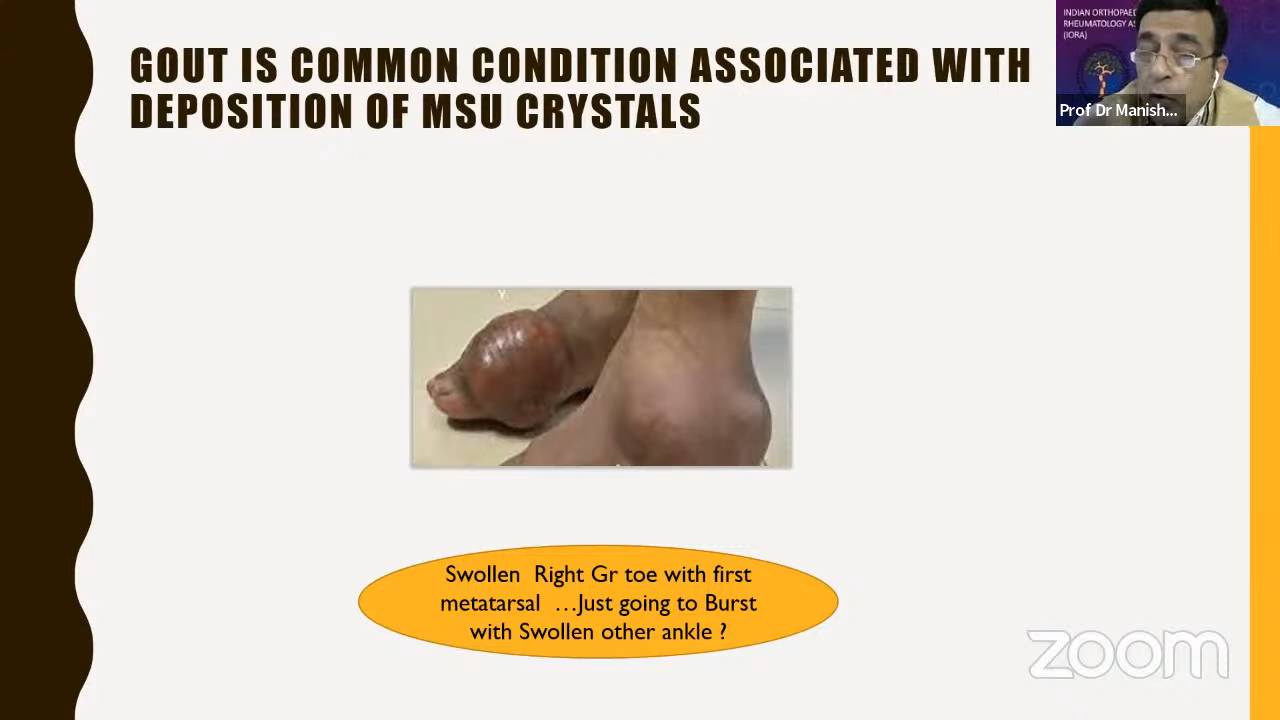 GOUT IS COMMON CONDITION ASSOCIATED WITH
DEPOSITION OF MSU CRYSTALS
INDIAN ORTHOPAED
RHEUMATOLOGY AS
(IORA)
Prof Dr Manish...
Swollen Right Gr toe with first
metatarsal ...Just going to Burst
with Swollen other ankle ?
zoom